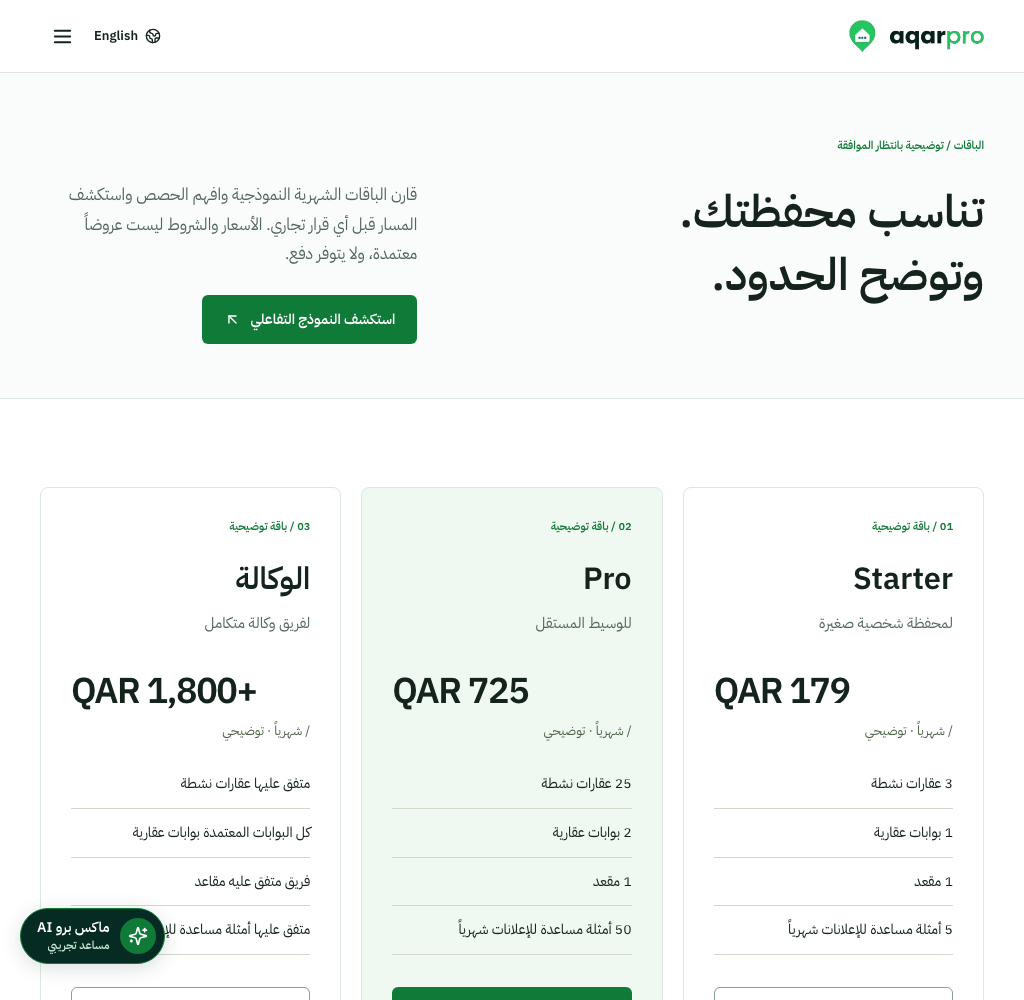 aqarpro
English
الباقات / توضيحية بانتظار الموافقة
تناسب محفظتك.
وتوضح الحدود.
قارن الباقات الشهرية النموذجية وافهم الحصص واستكشف
المسار قبل أي قرار تجاري. الأسعار والشروط ليست عروضاً
معتمدة، ولا يتوفر دفع.
استكشف النموذج التفاعلي
01 / باقة توضيحية
Starter
لمحفظة شخصية صغيرة
QAR 179
/ شهرياً · توضيحي
3 عقارات نشطة
1 بوابات عقارية
1 مقعد
5 أمثلة مساعدة للإعلانات شهرياً
02 / باقة توضيحية
Pro
للوسيط المستقل
QAR 725
/ شهرياً · توضيحي
25 عقارات نشطة
2 بوابات عقارية
1 مقعد
50 أمثلة مساعدة للإعلانات شهرياً
03 / باقة توضيحية
الوكالة
لفريق وكالة متكامل
QAR 1,800+
/ شهرياً · توضيحي
متفق عليها عقارات نشطة
كل البوابات المعتمدة بوابات عقارية
فريق متفق عليه مقاعد
متفق عليها أمثلة مساعدة
ماكس برو AI
مساعد تجريبي